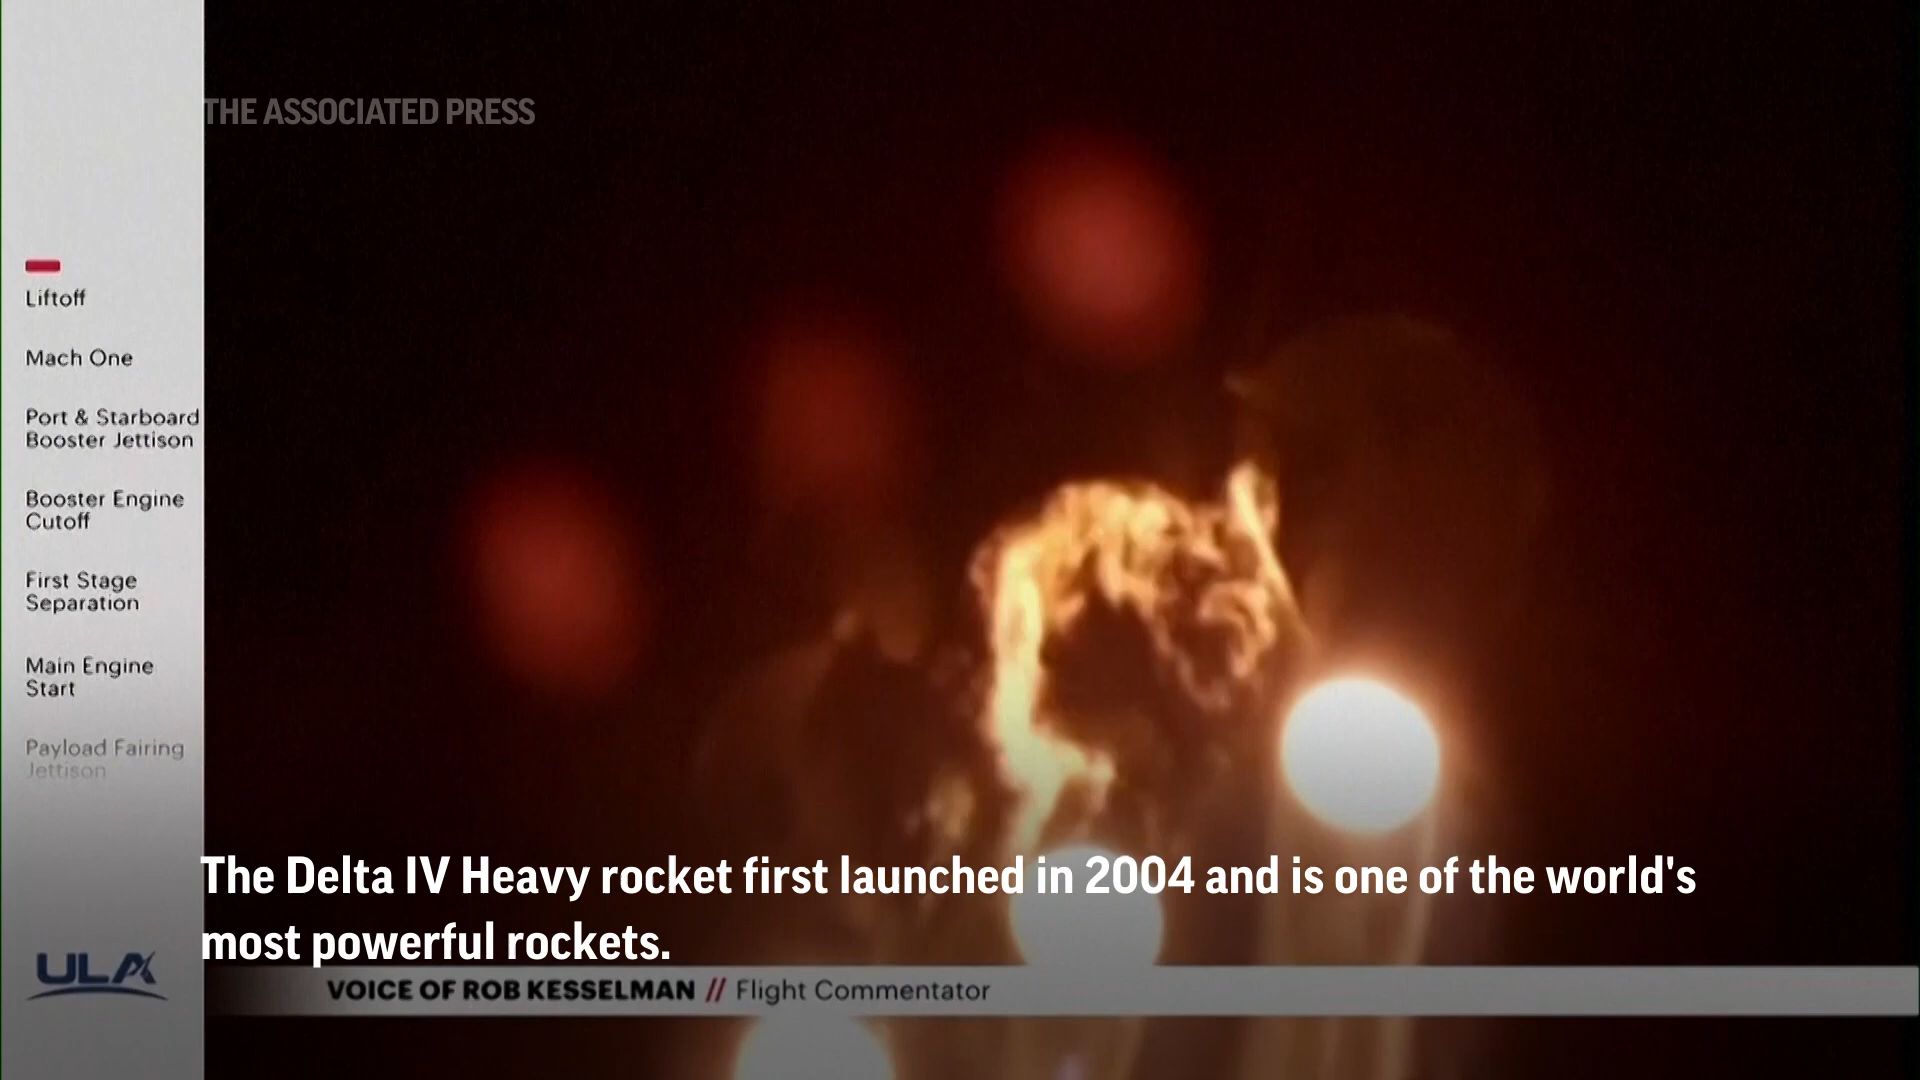 THE ASSOCIATED PRESS
Liftoff
Mach One
Port & Starboard
Booster Jettison
Booster Engine
Cutoff
First Stage
Separation
Main Engine
Start
Payload Fairing
Jettison
The Delta IV Heavy rocket first launched in 2004 and is one of the world's
most powerful rockets.
ULA
VOICE OF ROB KESSELMAN // Flight Commentator